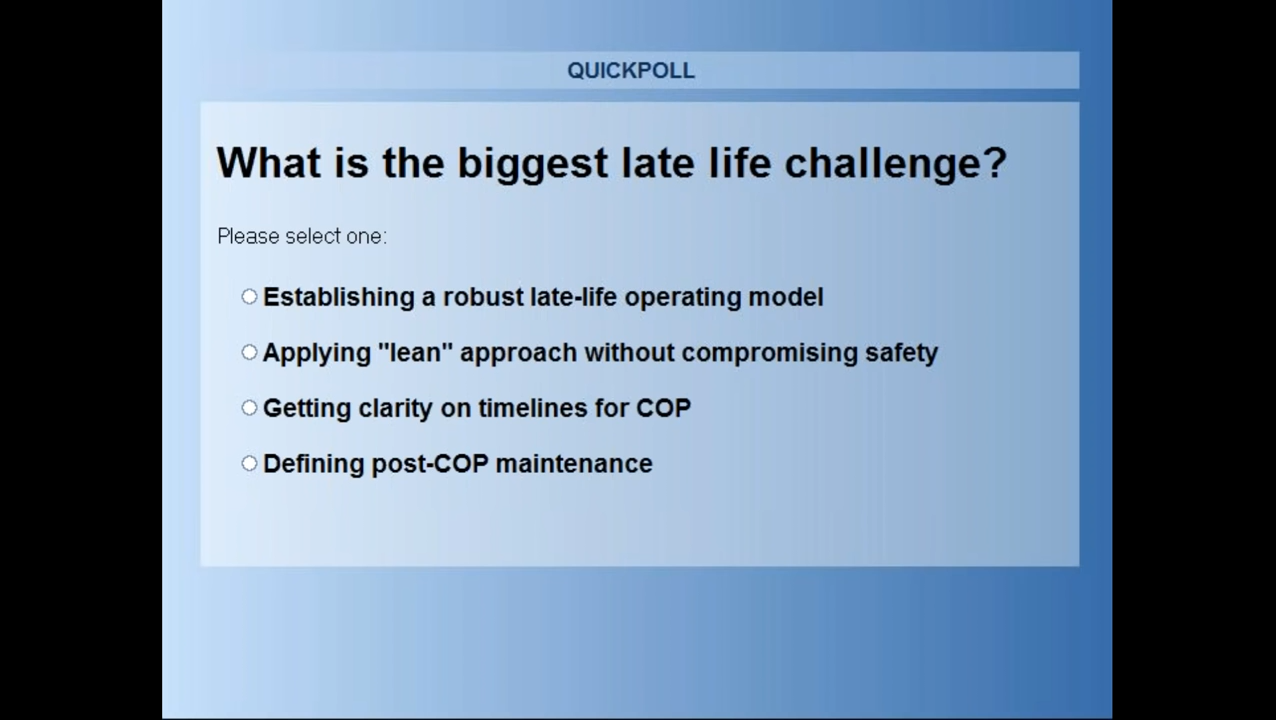 QUICKPOLL
What is the biggest late life challenge?
Please select one:
Establishing a robust late-life operating model
Applying "lean" approach without compromising safety
Getting clarity on timelines for COP
Defining post-COP maintenance